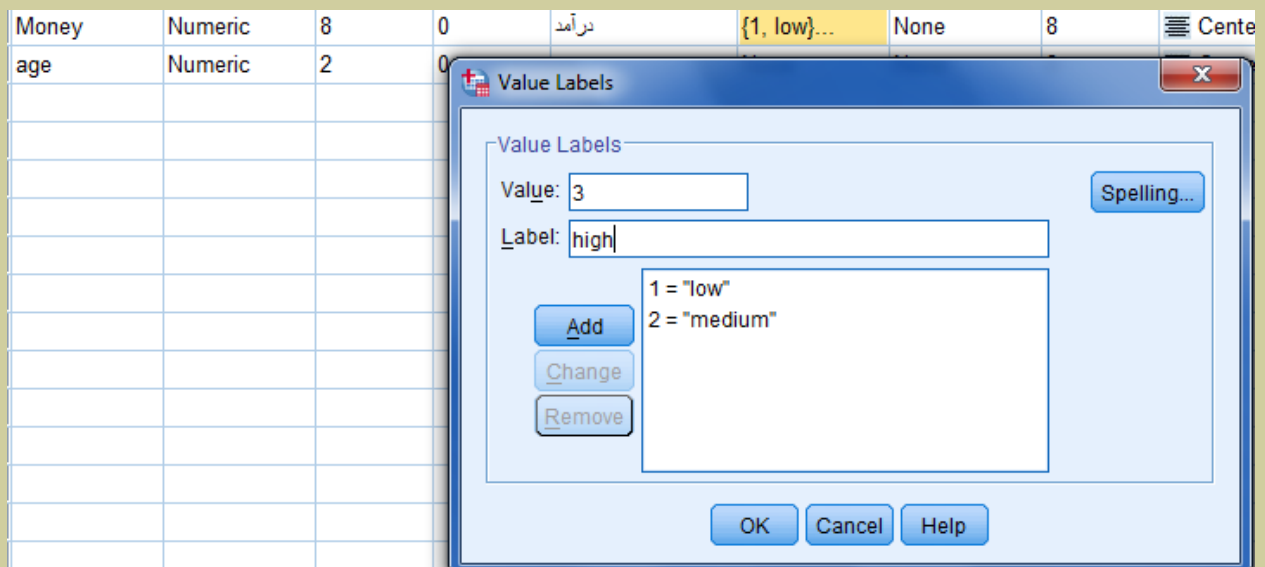 Money Numeric 8 0 درآمد {1, low}... None 8 Cente
age Numeric 2 0
Value Labels
Value Labels
Value: 3 Spelling...
Label: high
1 = "low"
Add 2 = "medium"
Change
Remove
OK Cancel Help